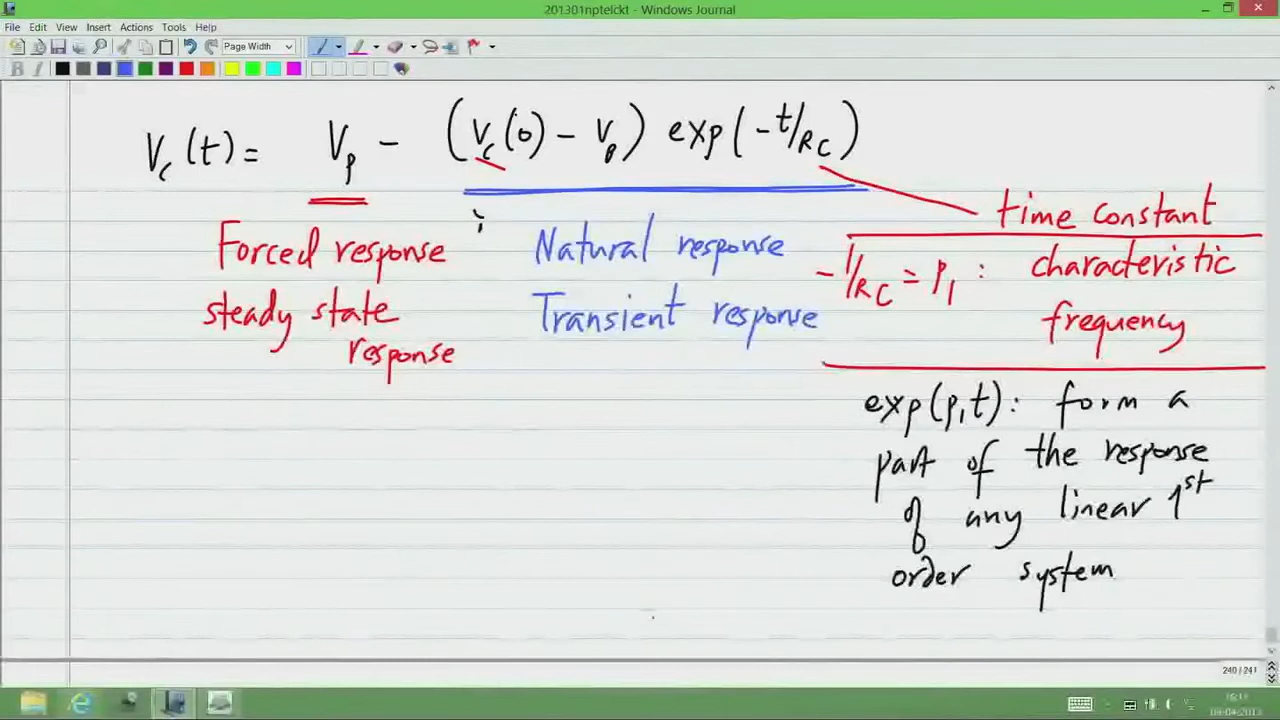 201301nptelckt - Windows Journal
File Edit View Insert Actions Tools Help
Page Width
B I
Vc(t) = Vp - (Vc(0) - Vp) exp(-t/RC)
time constant
Forced response
Natural response
-1/RC = p1 : characteristic
steady state
Transient response
frequency
response
exp(p1t): form a
part of the response
of any linear 1st
order system
240 / 241